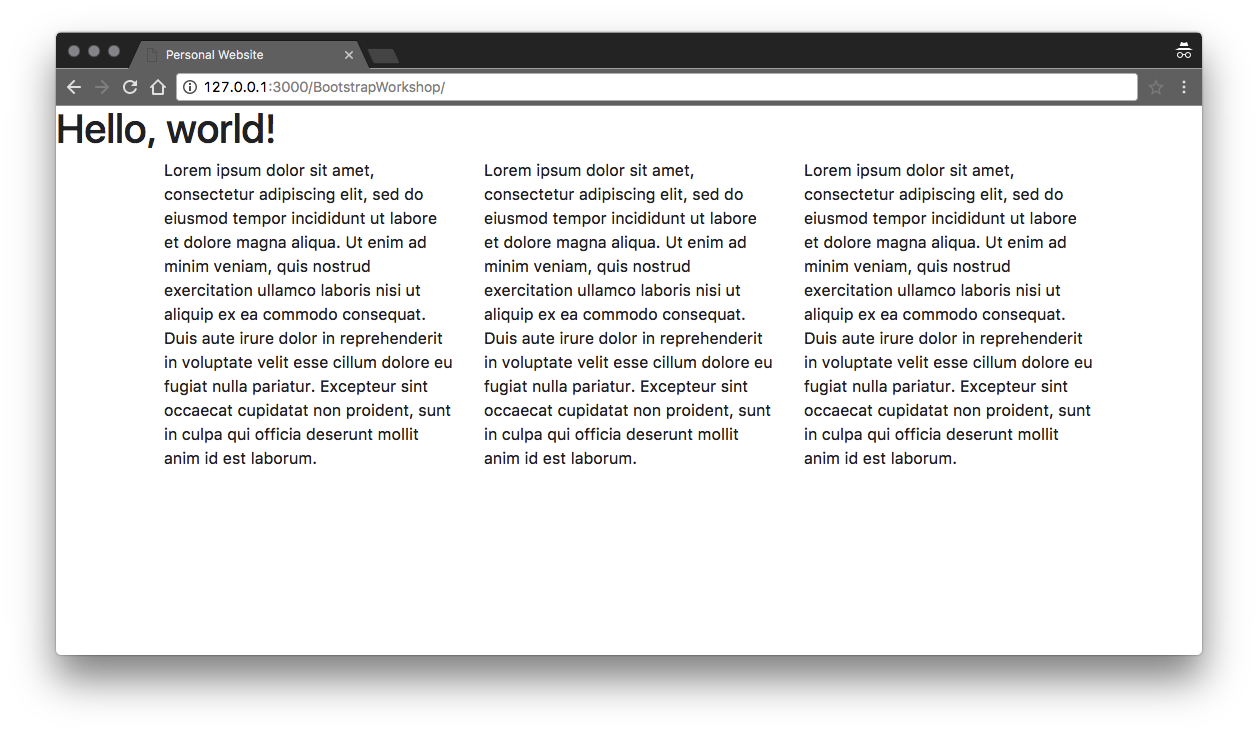 Personal Website
127.0.0.1:3000/BootstrapWorkshop/
Hello, world!
Lorem ipsum dolor sit amet,
consectetur adipiscing elit, sed do
eiusmod tempor incididunt ut labore
et dolore magna aliqua. Ut enim ad
minim veniam, quis nostrud
exercitation ullamco laboris nisi ut
aliquip ex ea commodo consequat.
Duis aute irure dolor in reprehenderit
in voluptate velit esse cillum dolore eu
fugiat nulla pariatur. Excepteur sint
occaecat cupidatat non proident, sunt
in culpa qui officia deserunt mollit
anim id est laborum.
Lorem ipsum dolor sit amet,
consectetur adipiscing elit, sed do
eiusmod tempor incididunt ut labore
et dolore magna aliqua. Ut enim ad
minim veniam, quis nostrud
exercitation ullamco laboris nisi ut
aliquip ex ea commodo consequat.
Duis aute irure dolor in reprehenderit
in voluptate velit esse cillum dolore eu
fugiat nulla pariatur. Excepteur sint
occaecat cupidatat non proident, sunt
in culpa qui officia deserunt mollit
anim id est laborum.
Lorem ipsum dolor sit amet,
consectetur adipiscing elit, sed do
eiusmod tempor incididunt ut labore
et dolore magna aliqua. Ut enim ad
minim veniam, quis nostrud
exercitation ullamco laboris nisi ut
aliquip ex ea commodo consequat.
Duis aute irure dolor in reprehenderit
in voluptate velit esse cillum dolore eu
fugiat nulla pariatur. Excepteur sint
occaecat cupidatat non proident, sunt
in culpa qui officia deserunt mollit
anim id est laborum.